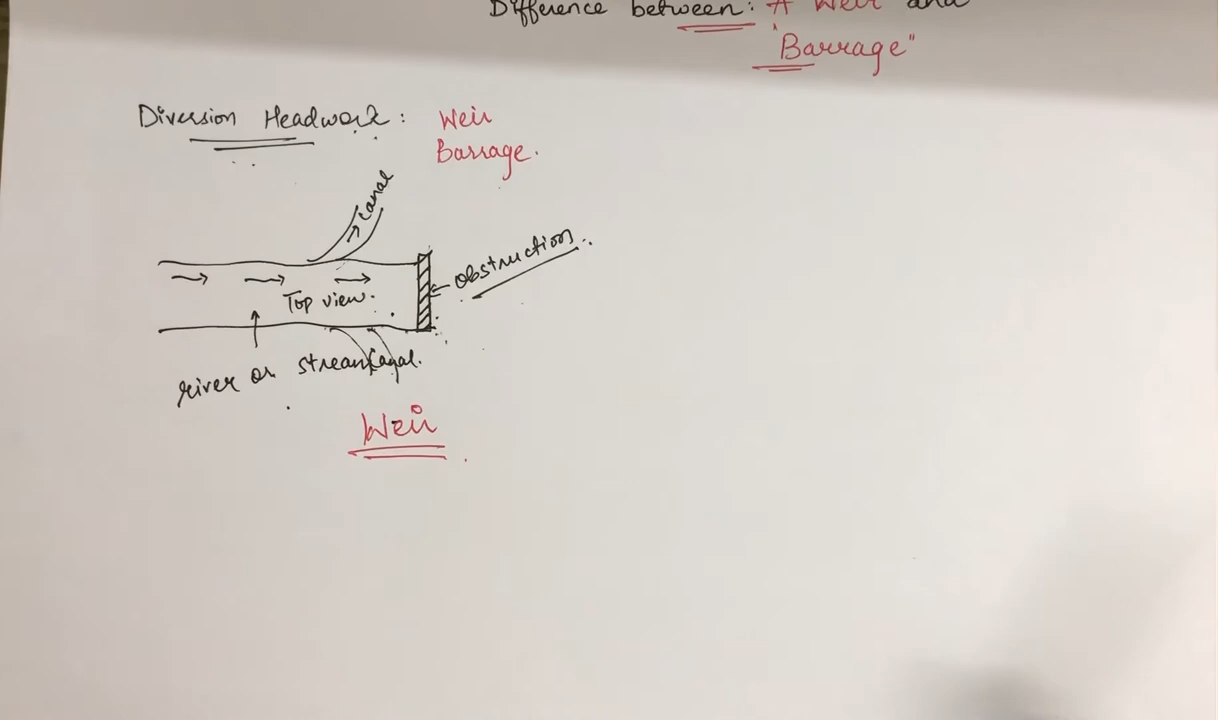 Difference between: A Weir and
"Barrage"
Diversion Headwork: Weir
Barrage.
Canal
obstruction.
Top view.
river or stream
Canal.
Weir